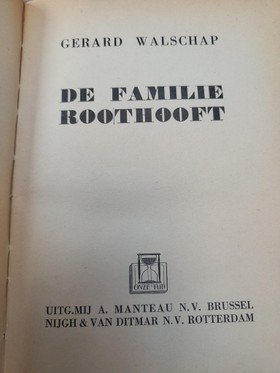 GERARD WALSCHAP
DE FAMILIE
ROOTHOOFT
ONZE TIJD
UITG.MIJ A. MANTEAU N.V. BRUSSEL
NIJGH & VAN DITMAR N.V. ROTTERDAM